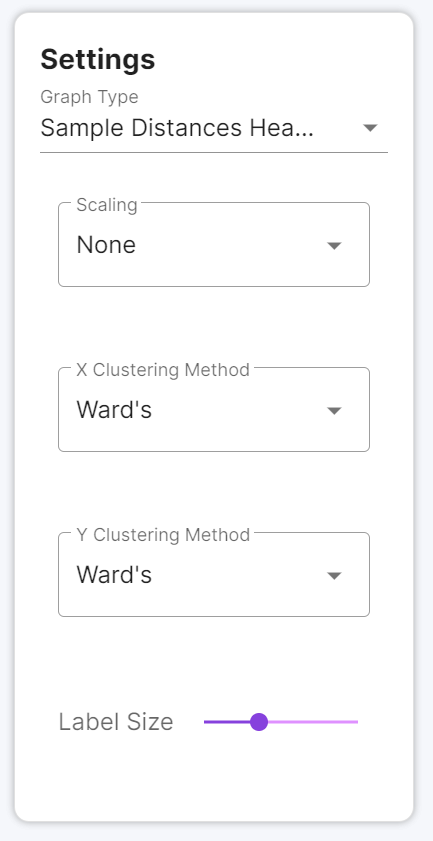 Settings
Graph Type
Sample Distances Hea...
Scaling
None
X Clustering Method
Ward's
Y Clustering Method
Ward's
Label Size